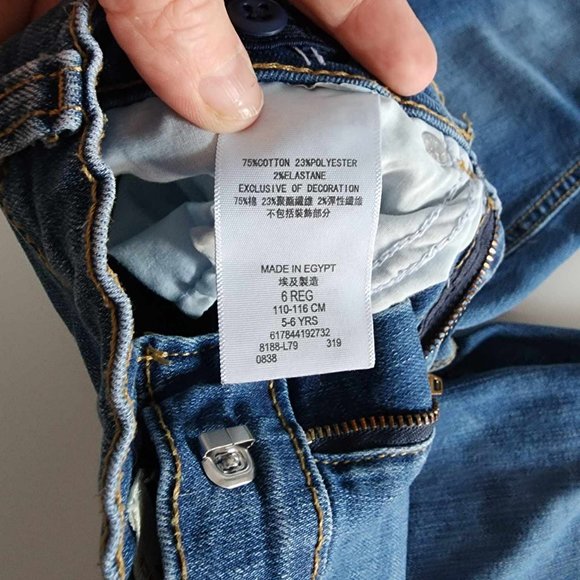 75%COTTON 23%POLYESTER
2%ELASTANE
EXCLUSIVE OF DECORATION
75%棉 23%聚酯纖維 2%彈性纖維
不包括裝飾部分
MADE IN EGYPT
埃及製造
6 REG
110-116 CM
5-6 YRS
617844192732
8188-L79 319
0838